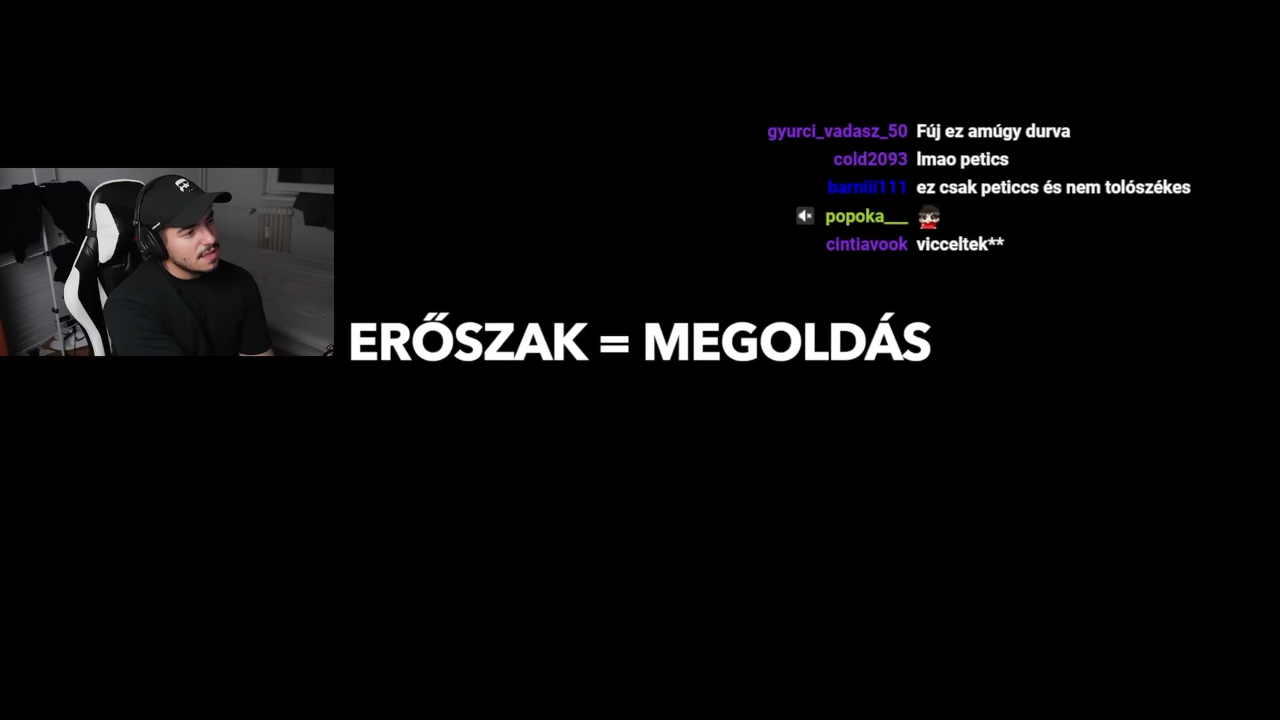 gyurci_vadasz_50 Fúj ez amúgy durva
cold2093 lmao petics
barniii111 ez csak peticcs és nem tolószékes
popoka___
cintiavook vicceltek**
ERŐSZAK = MEGOLDÁS